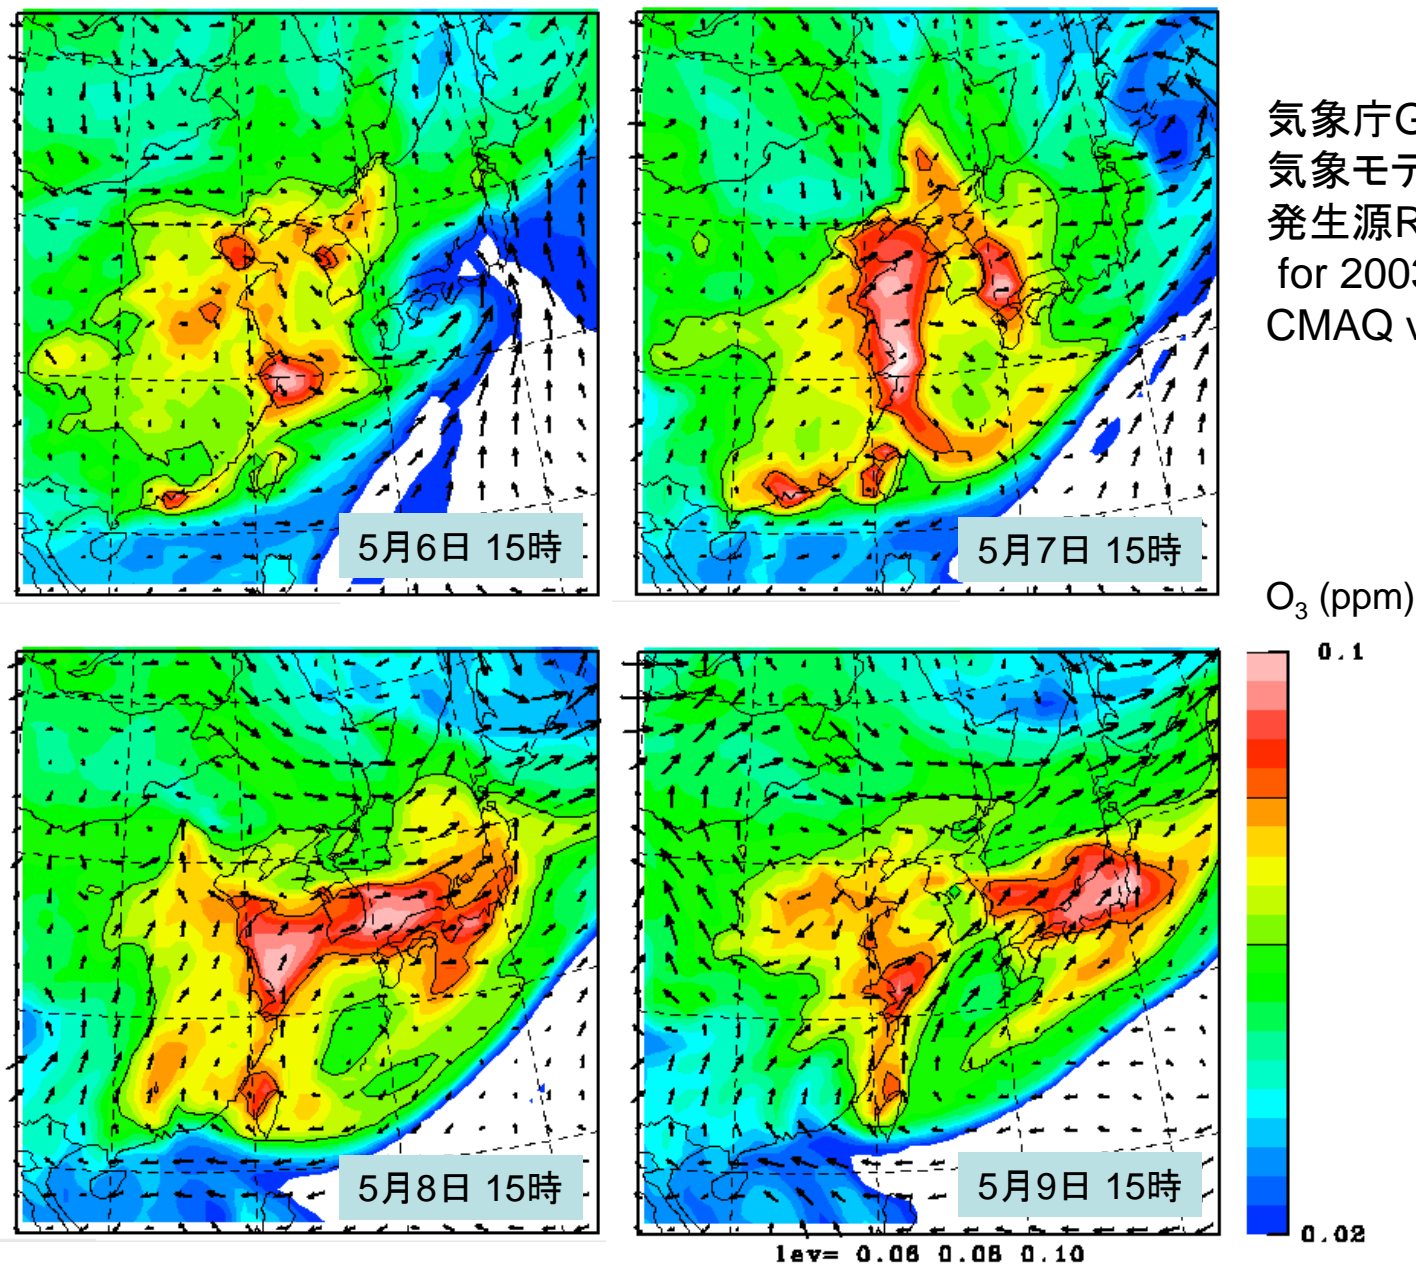 気象庁G
気象モデ
発生源R
for 2003
CMAQ v
5月6日 15時
5月7日 15時
O3 (ppm)
0.1
5月8日 15時
5月9日 15時
0.02
lev= 0.06 0.08 0.10